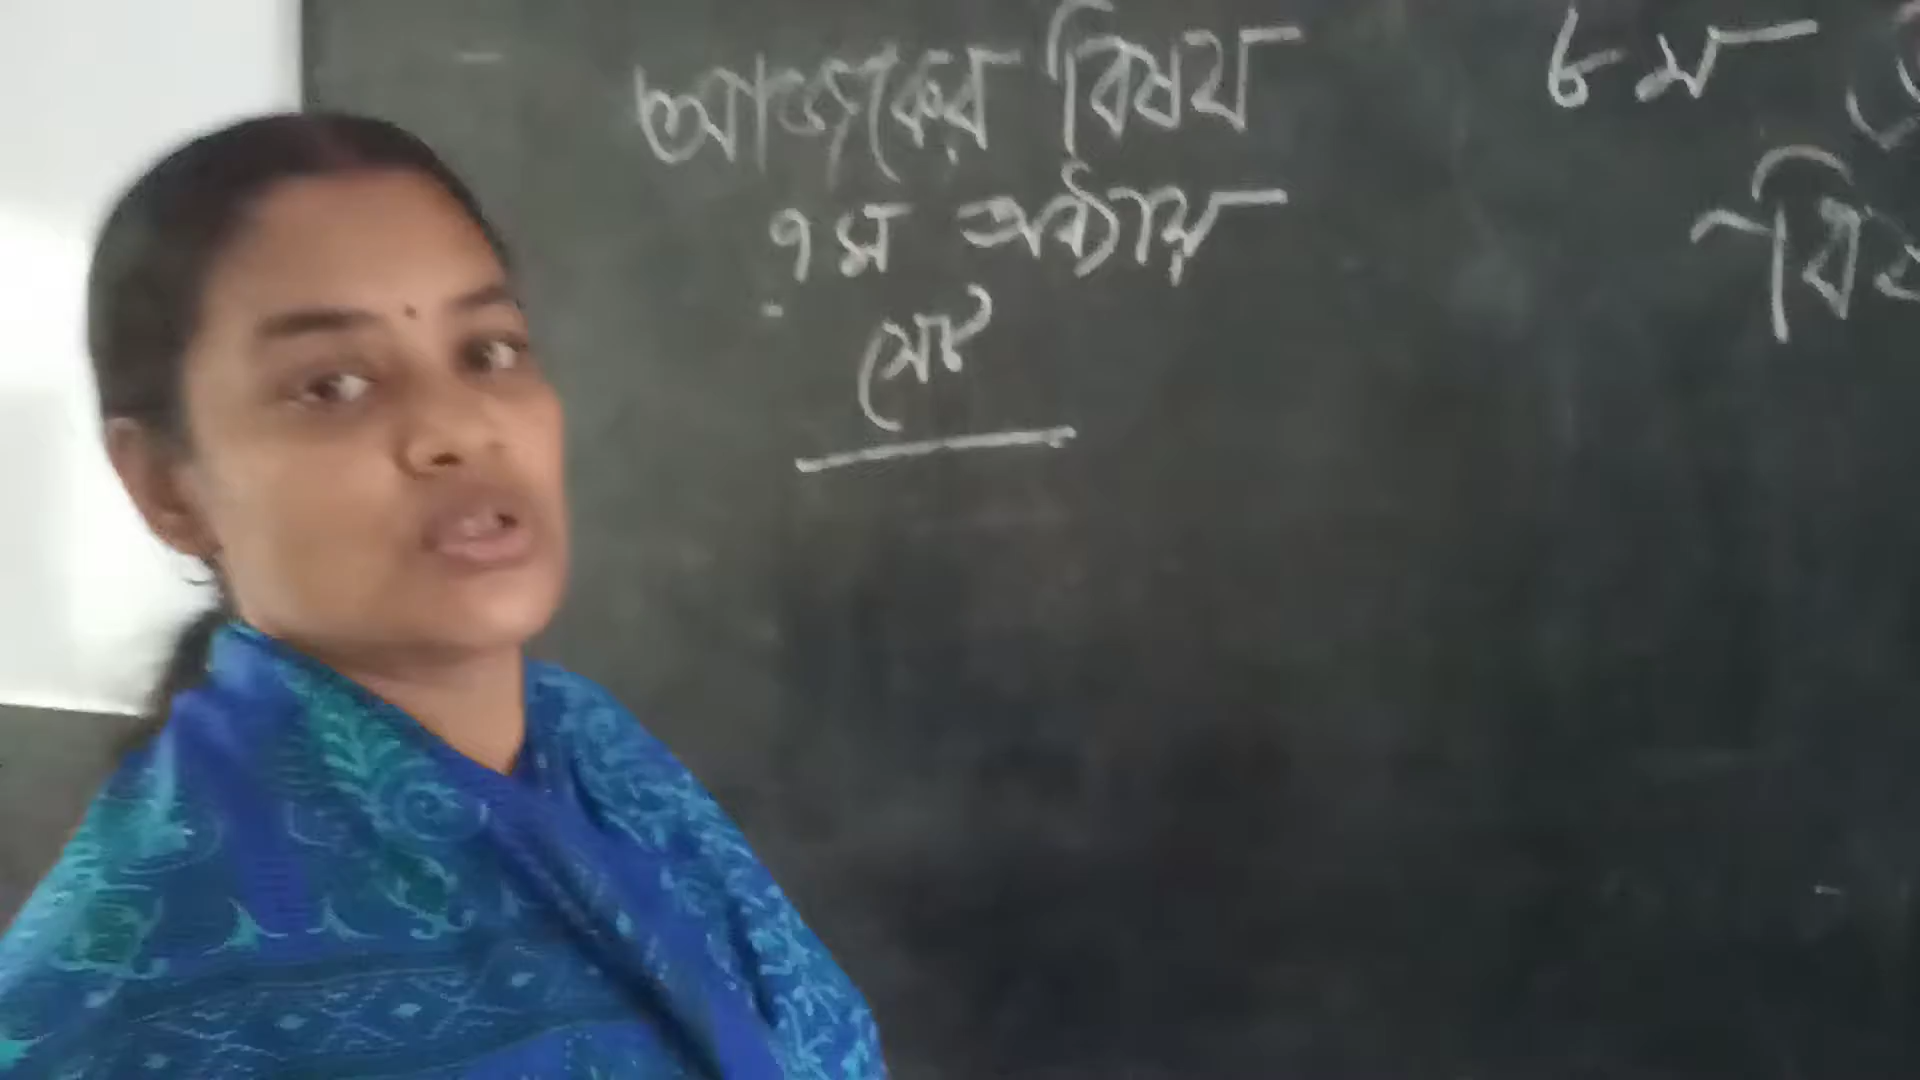 আজকের বিষয়
৭ম অধ্যায়
সেট
৮ম